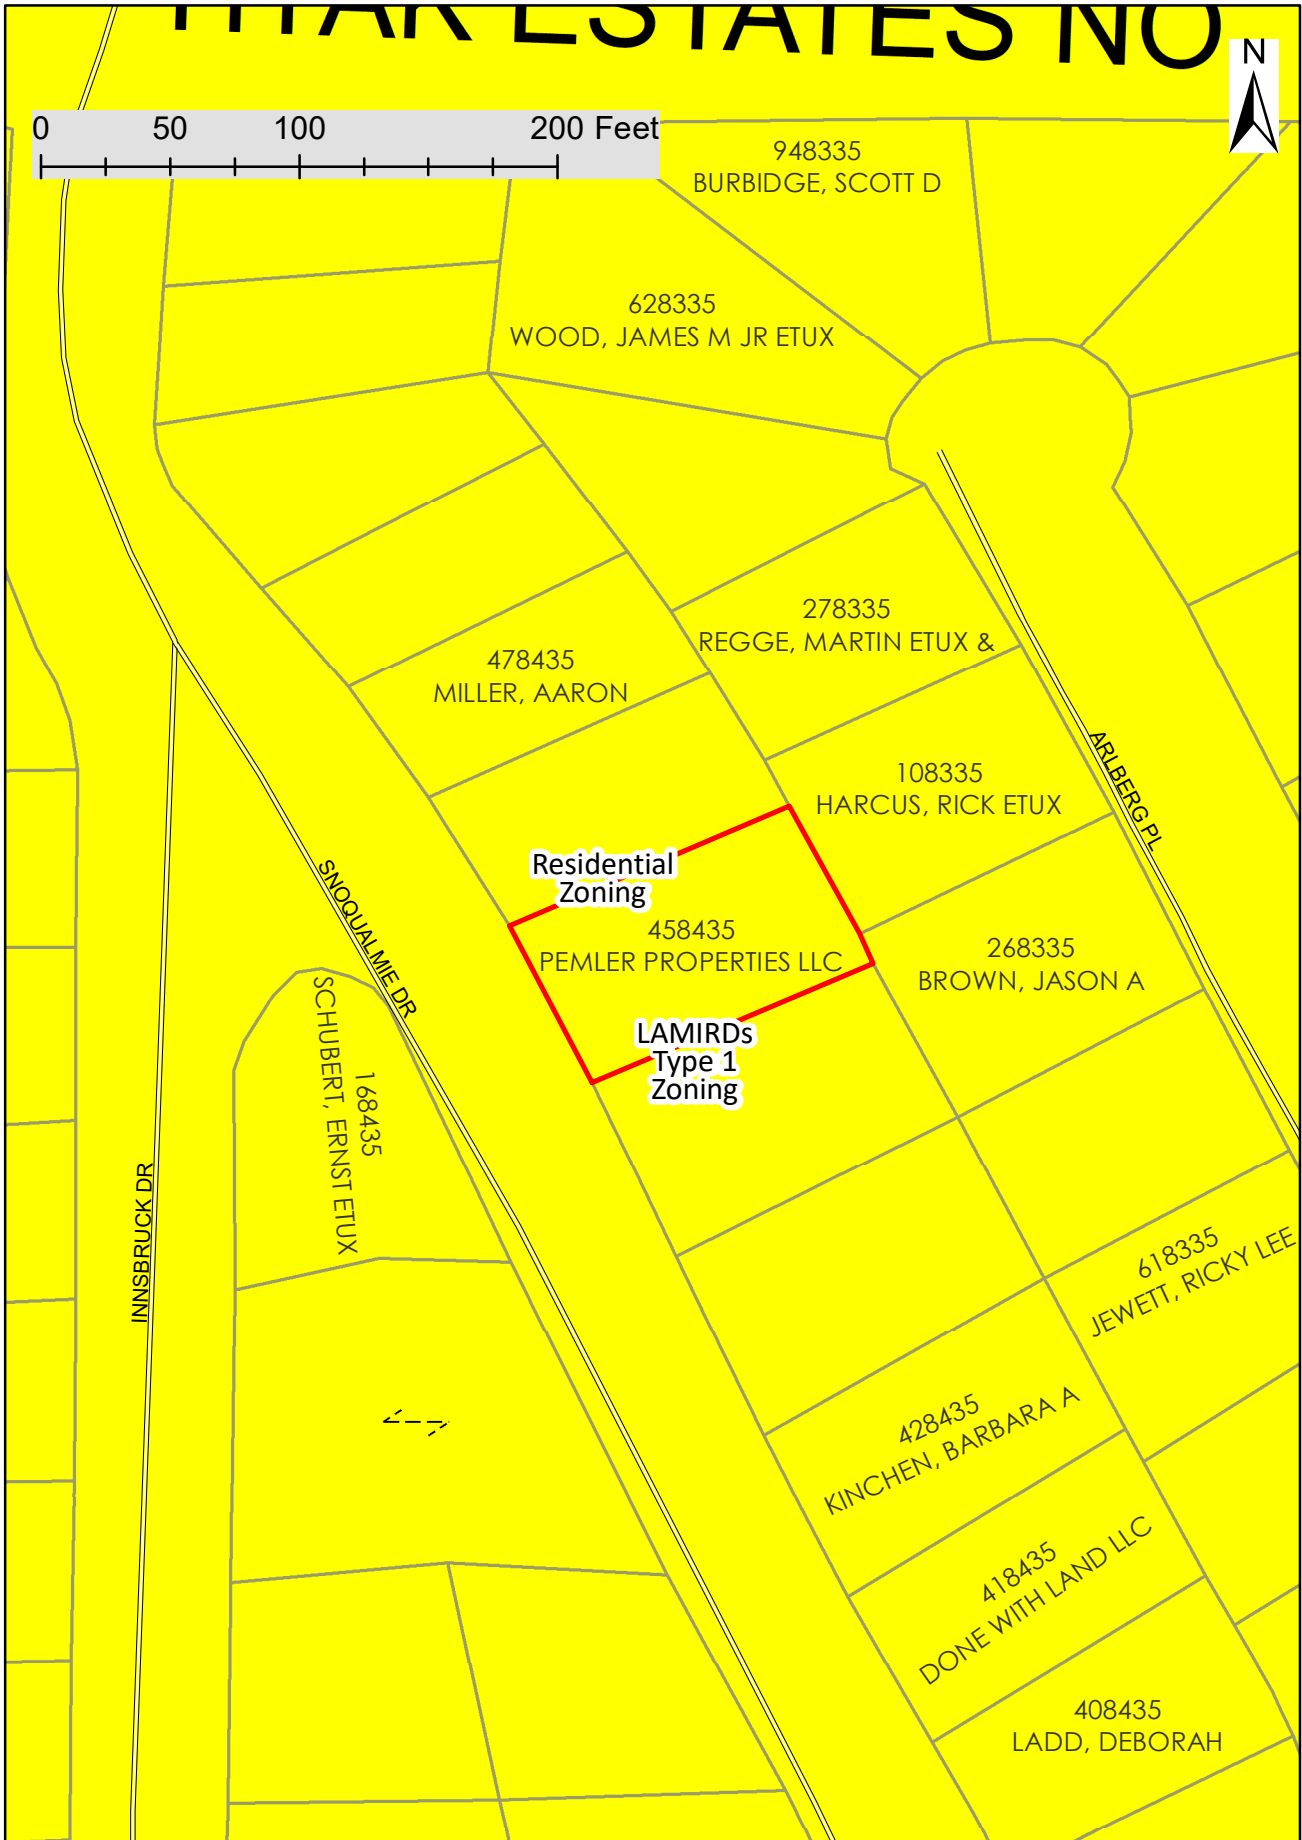 ESTATES NO
N
0 50 100 200 Feet
948335
BURBIDGE, SCOTT D
628335
WOOD, JAMES M JR ETUX
278335
REGGE, MARTIN ETUX &
478435
MILLER, AARON
108335
HARCUS, RICK ETUX
ARLBERG PL
Residential
Zoning
SNOQUALMIE DR
458435
PEMLER PROPERTIES LLC
268335
BROWN, JASON A
LAMIRDs
Type 1
Zoning
168435
SCHUBERT, ERNST ETUX
INNSBRUCK DR
618335
JEWETT, RICKY LEE
428435
KINCHEN, BARBARA A
418435
DONE WITH LAND LLC
408435
LADD, DEBORAH